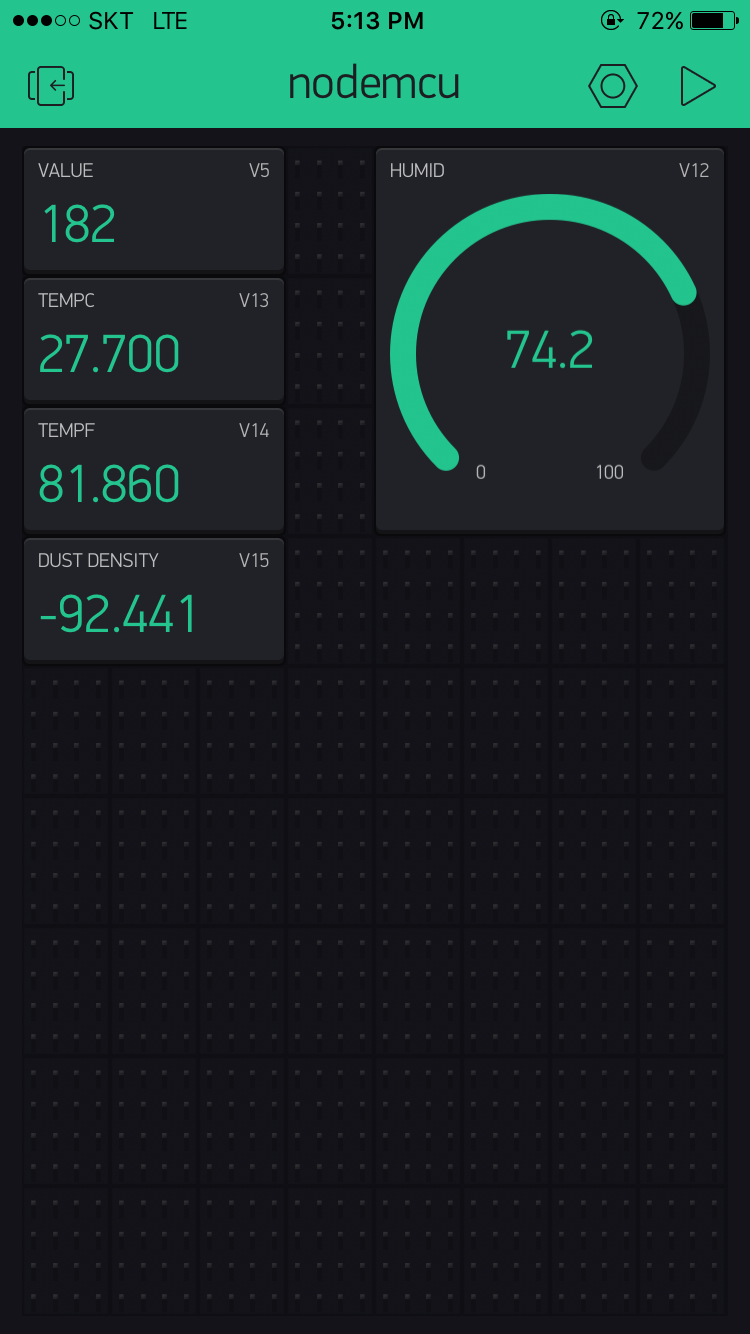 SKT LTE 5:13 PM 72%
nodemcu
VALUE V5
182
TEMPC V13
27.700
TEMPF V14
81.860
DUST DENSITY V15
-92.441
HUMID V12
74.2
0 100